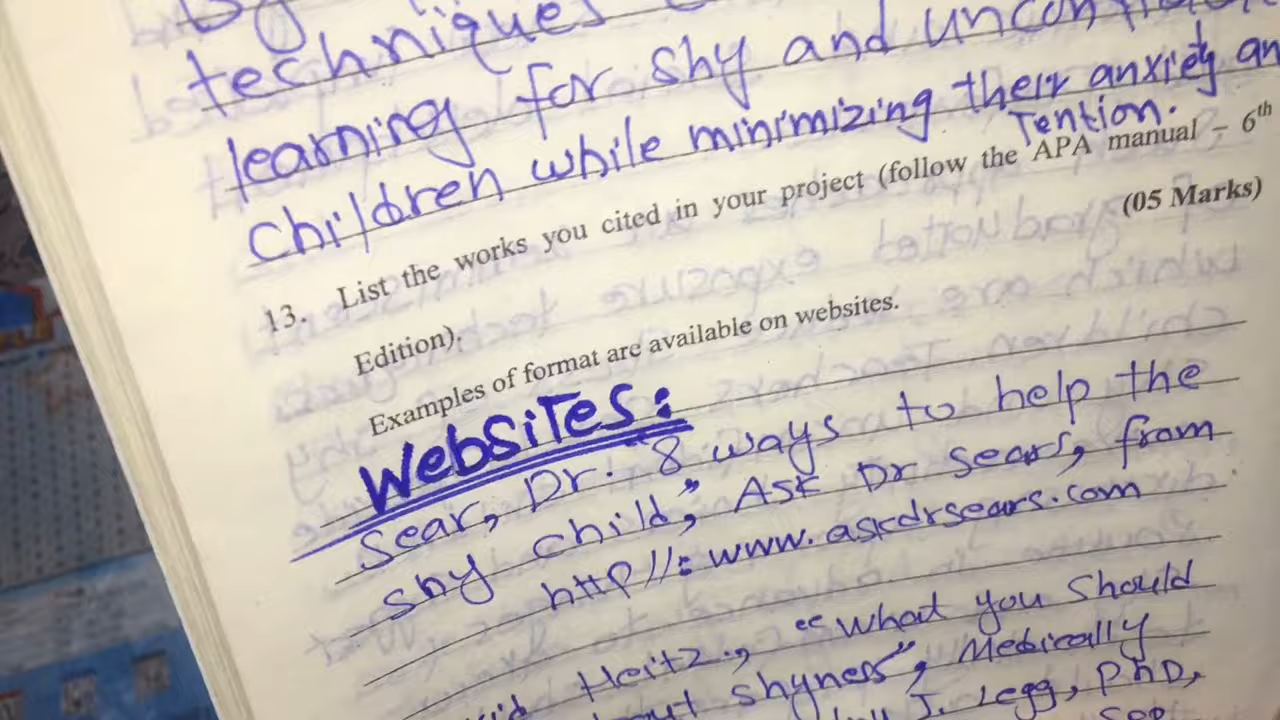 techniques
learning for shy and
children while minimizing their anxiety an
Tention.
13. List the works you cited in your project (follow the APA manual – 6th
Edition). (05 Marks)
Examples of format are available on websites.
Websites:
Sear, Dr. "8 ways to help the
shy child," Ask Dr Sears, from
http//: www.askdrsears.com
Heitz., "what you should
shyness", Medically
J. Legg, PhD,
Sep